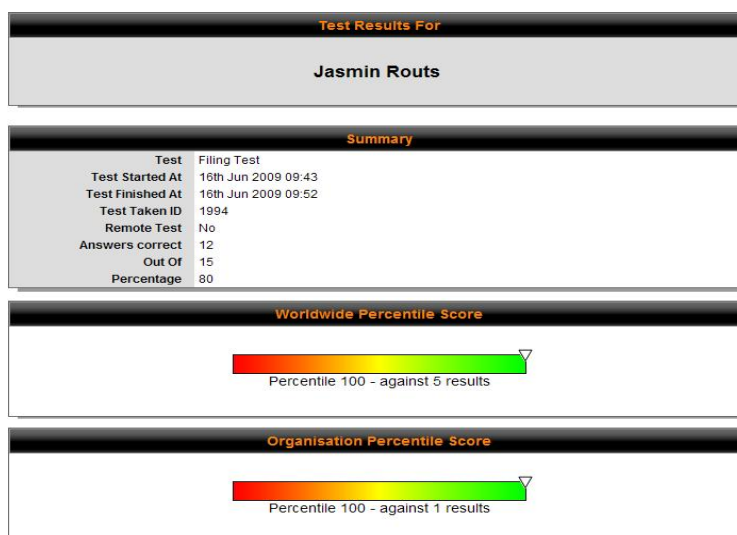 Test Results For
Jasmin Routs
Summary
Test Filing Test
Test Started At 16th Jun 2009 09:43
Test Finished At 16th Jun 2009 09:52
Test Taken ID 1994
Remote Test No
Answers correct 12
Out Of 15
Percentage 80
Worldwide Percentile Score
Percentile 100 - against 5 results
Organisation Percentile Score
Percentile 100 - against 1 results